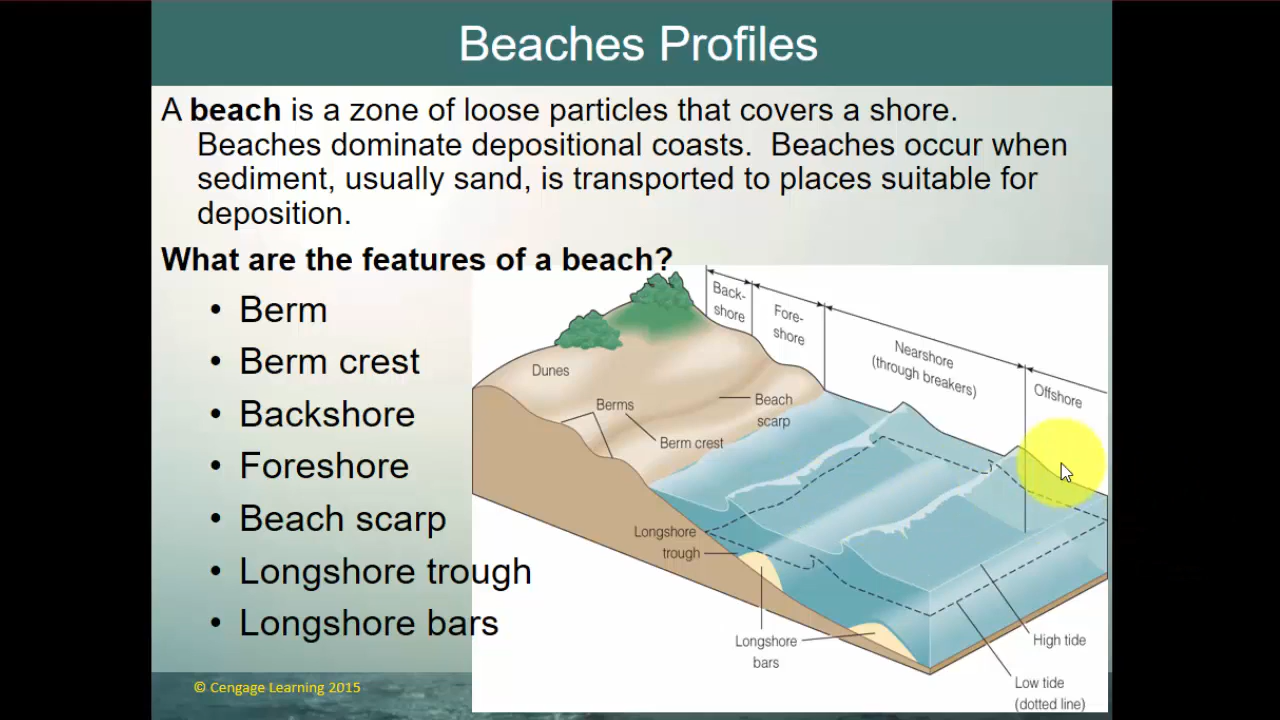 Beaches Profiles
A beach is a zone of loose particles that covers a shore.
Beaches dominate depositional coasts.  Beaches occur when
sediment, usually sand, is transported to places suitable for
deposition.
What are the features of a beach?
• Berm
• Berm crest
• Backshore
• Foreshore
• Beach scarp
• Longshore trough
• Longshore bars
Back-
shore
Fore-
shore
Nearshore
(through breakers)
Offshore
Dunes
Berms
Beach
scarp
Berm crest
Longshore
trough
Longshore
bars
High tide
Low tide
(dotted line)
© Cengage Learning 2015